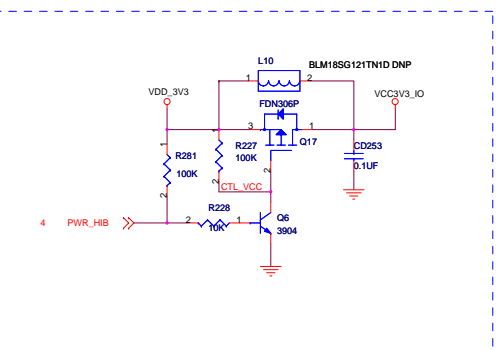 L10
1
2
BLM18SG121TN1D DNP
VDD_3V3
VCC3V3_IO
FDN306P
3
1
Q17
1
R281
100K
2
1
R227
100K
2
2
CD253
0.1UF
CTL_VCC
4 PWR_HIB
R228
2
1
10K
Q6
3904